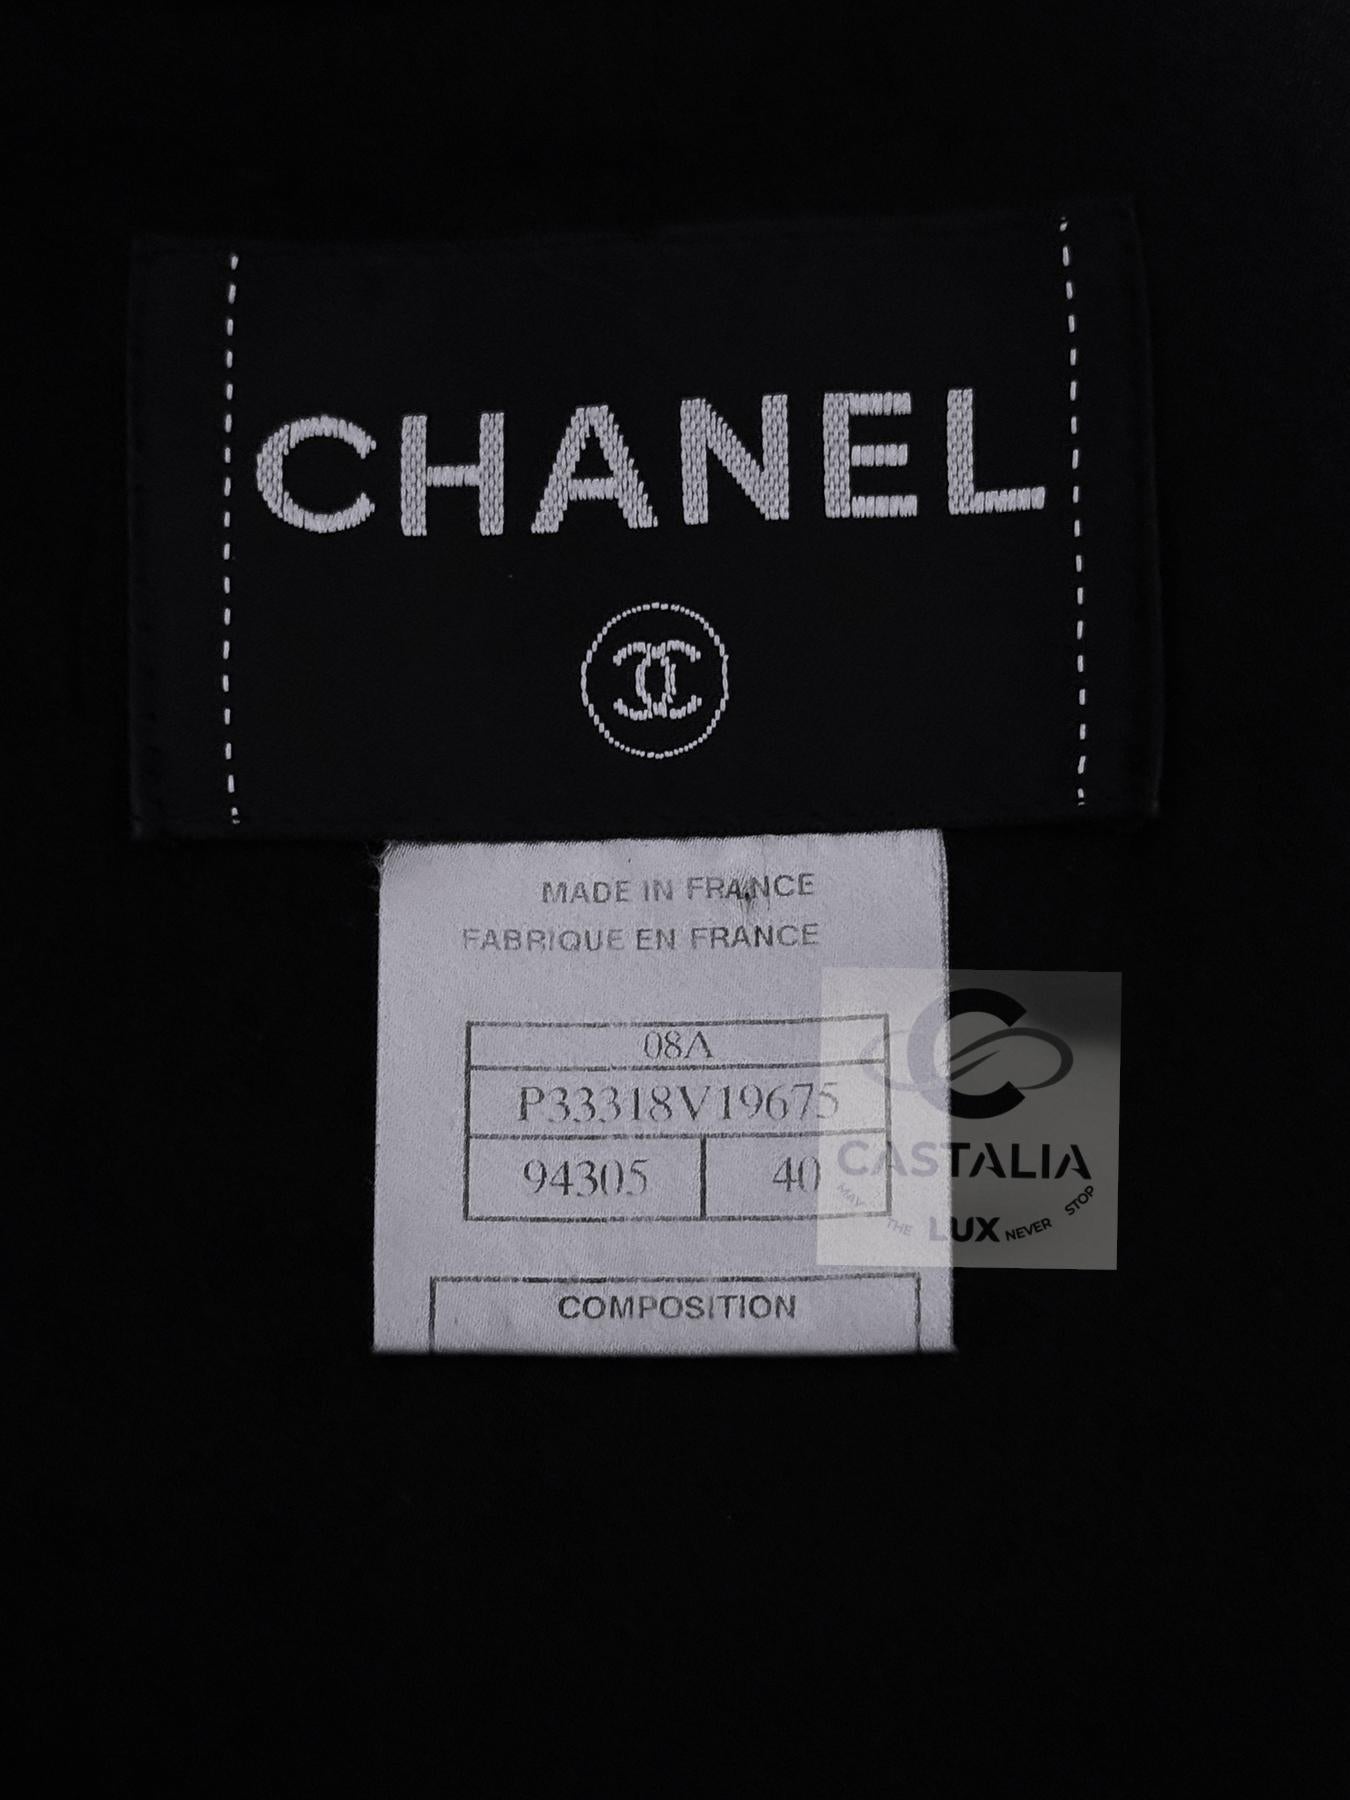 CHANEL
MADE IN FRANCE
FABRIQUE EN FRANCE
08A
P33318V19675
94305 40
COMPOSITION
CASTALIA
MAY THE LUX NEVER STOP